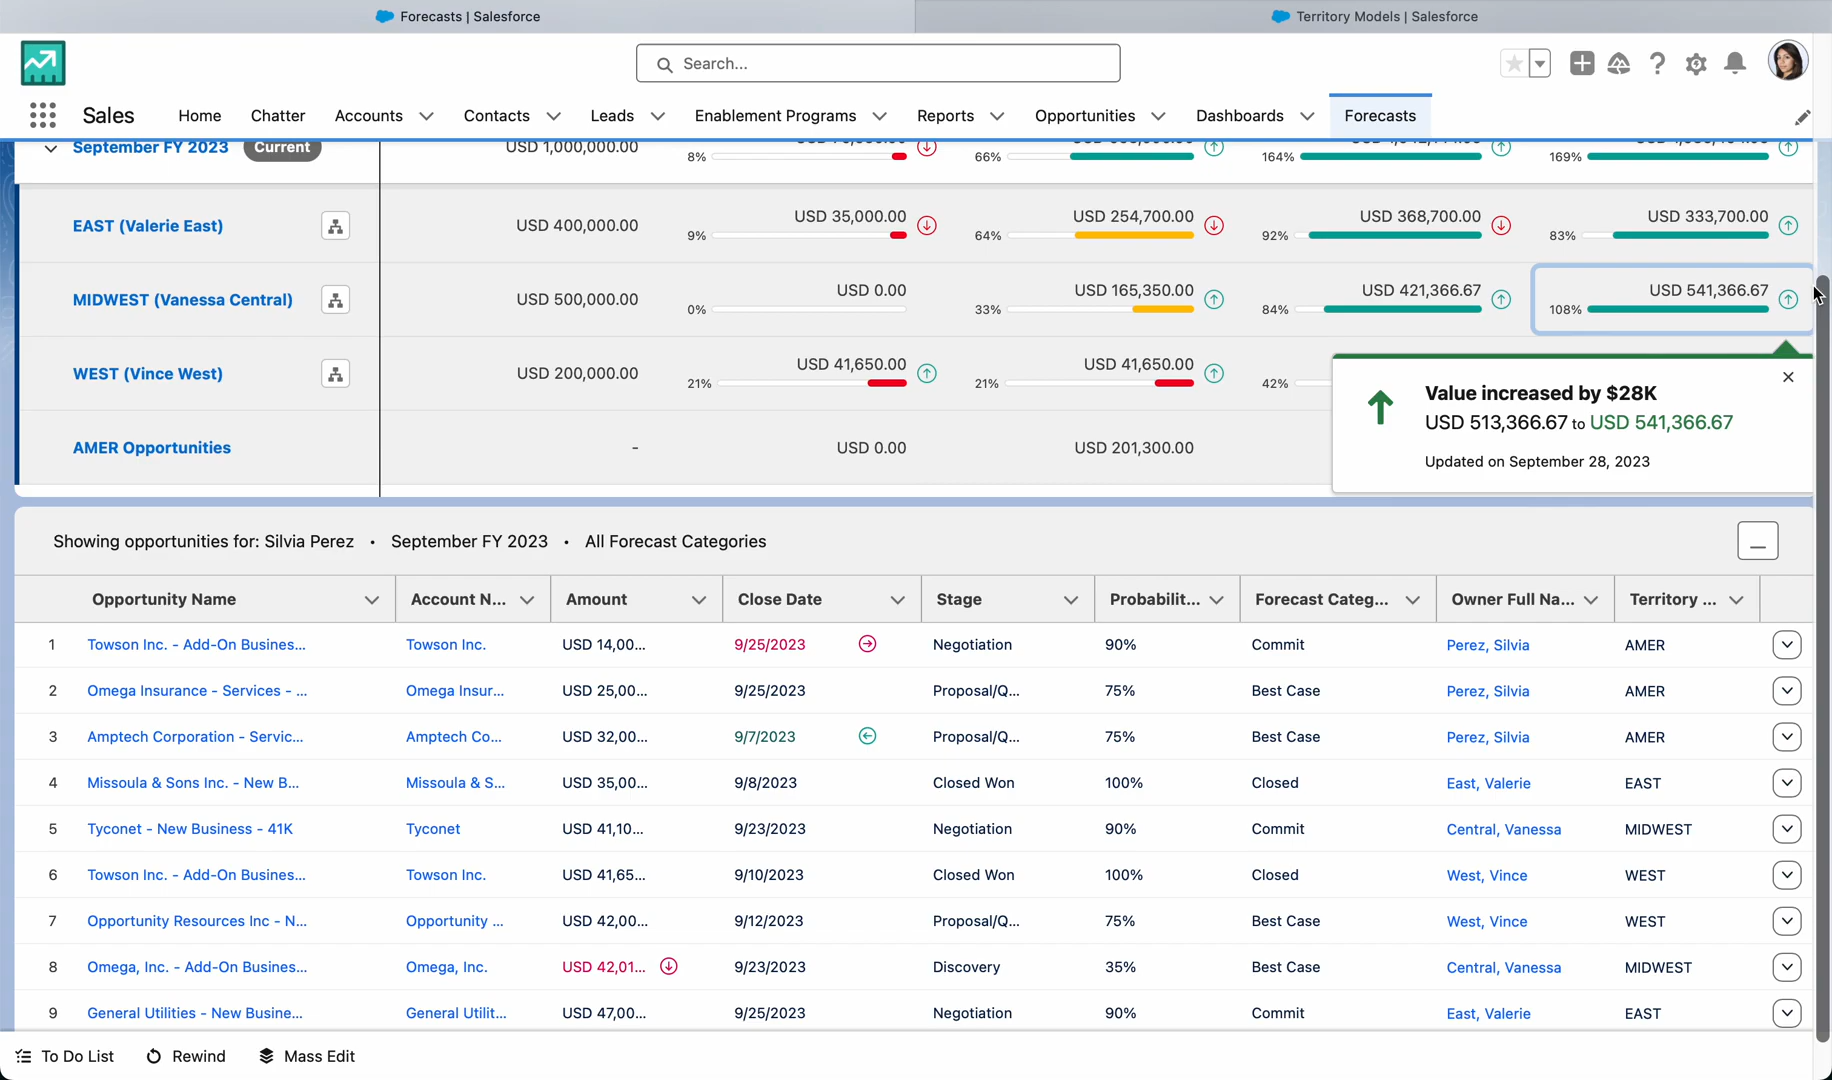 Forecasts | Salesforce
Territory Models | Salesforce
Search...
Sales Home Chatter Accounts Contacts Leads Enablement Programs Reports Opportunities Dashboards Forecasts
September FY 2023 Current USD 1,000,000.00 8% 66% 164% 169%
EAST (Valerie East) USD 400,000.00 9% USD 35,000.00 64% USD 254,700.00 92% USD 368,700.00 83% USD 333,700.00
MIDWEST (Vanessa Central) USD 500,000.00 0% USD 0.00 33% USD 165,350.00 84% USD 421,366.67 108% USD 541,366.67
WEST (Vince West) USD 200,000.00 21% USD 41,650.00 21% USD 41,650.00 42%
AMER Opportunities - USD 0.00 USD 201,300.00
Value increased by $28K
USD 513,366.67 to USD 541,366.67
Updated on September 28, 2023
Showing opportunities for: Silvia Perez • September FY 2023 • All Forecast Categories
Opportunity Name Account N... Amount Close Date Stage Probabilit... Forecast Categ... Owner Full Na... Territory ...
1 Towson Inc. - Add-On Busines... Towson Inc. USD 14,00... 9/25/2023 Negotiation 90% Commit Perez, Silvia AMER
2 Omega Insurance - Services - ... Omega Insur... USD 25,00... 9/25/2023 Proposal/Q... 75% Best Case Perez, Silvia AMER
3 Amptech Corporation - Servic... Amptech Co... USD 32,00... 9/7/2023 Proposal/Q... 75% Best Case Perez, Silvia AMER
4 Missoula & Sons Inc. - New B... Missoula & S... USD 35,00... 9/8/2023 Closed Won 100% Closed East, Valerie EAST
5 Tyconet - New Business - 41K Tyconet USD 41,10... 9/23/2023 Negotiation 90% Commit Central, Vanessa MIDWEST
6 Towson Inc. - Add-On Busines... Towson Inc. USD 41,65... 9/10/2023 Closed Won 100% Closed West, Vince WEST
7 Opportunity Resources Inc - N... Opportunity ... USD 42,00... 9/12/2023 Proposal/Q... 75% Best Case West, Vince WEST
8 Omega, Inc. - Add-On Busines... Omega, Inc. USD 42,01... 9/23/2023 Discovery 35% Best Case Central, Vanessa MIDWEST
9 General Utilities - New Busine... General Utilit... USD 47,00... 9/25/2023 Negotiation 90% Commit East, Valerie EAST
To Do List Rewind Mass Edit